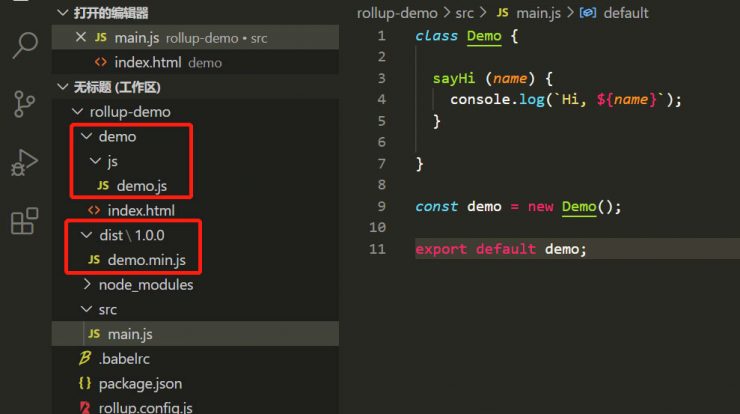 打开的编辑器
JS main.js rollup-demo • src
<> index.html demo
无标题 (工作区)
rollup-demo
demo
js
JS demo.js
<> index.html
dist \ 1.0.0
JS demo.min.js
node_modules
src
JS main.js
.babelrc
{} package.json
rollup.config.js
rollup-demo > src > JS main.js > default
1 class Demo {
2
3 sayHi (name) {
4 console.log(`Hi, ${name}`);
5 }
6
7 }
8
9 const demo = new Demo();
10
11 export default demo;